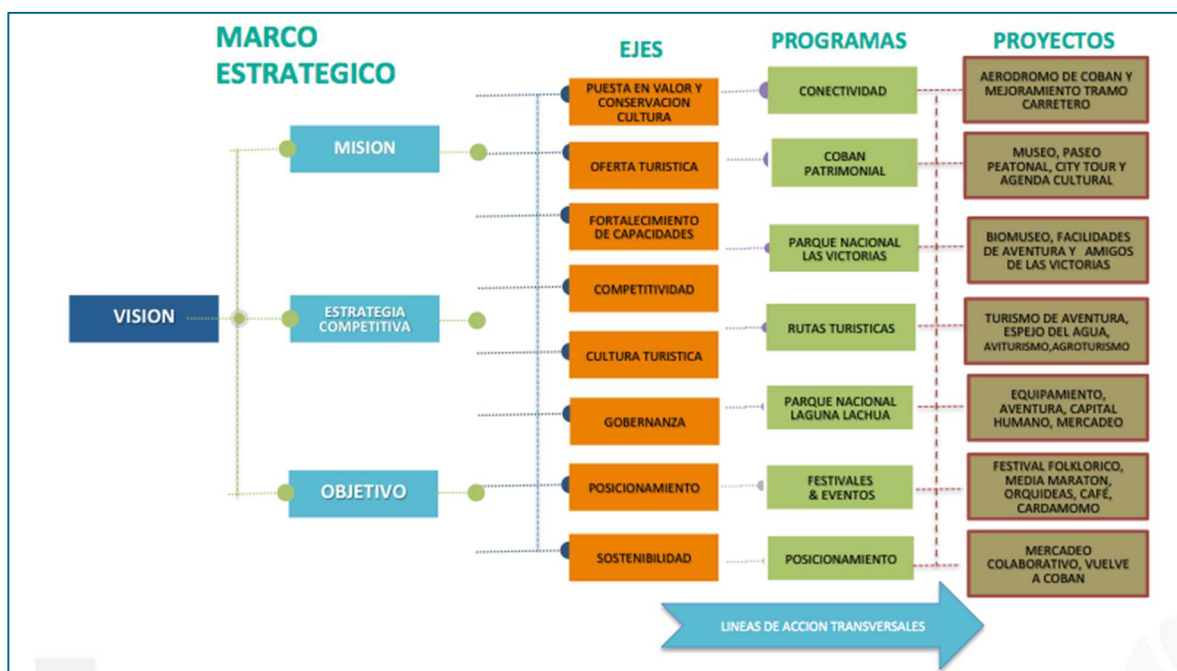 MARCO
ESTRATEGICO
VISION
MISION
ESTRATEGIA
COMPETITIVA
OBJETIVO
EJES
PUESTA EN VALOR Y
CONSERVACION
CULTURA
OFERTA TURISTICA
FORTALECIMIENTO
DE CAPACIDADES
COMPETITIVIDAD
CULTURA TURISTICA
GOBERNANZA
POSICIONAMIENTO
SOSTENIBILIDAD
PROGRAMAS
CONECTIVIDAD
COBAN
PATRIMONIAL
PARQUE NACIONAL
LAS VICTORIAS
RUTAS TURISTICAS
PARQUE NACIONAL
LAGUNA LACHUA
FESTIVALES
& EVENTOS
POSICIONAMIENTO
PROYECTOS
AERODROMO DE COBAN Y
MEJORAMIENTO TRAMO
CARRETERO
MUSEO, PASEO
PEATONAL, CITY TOUR Y
AGENDA CULTURAL
BIOMUSEO, FACILIDADES
DE AVENTURA Y AMIGOS
DE LAS VICTORIAS
TURISMO DE AVENTURA,
ESPEJO DEL AGUA,
AVITURISMO,AGROTURISMO
EQUIPAMIENTO,
AVENTURA, CAPITAL
HUMANO, MERCADEO
FESTIVAL FOLKLORICO,
MEDIA MARATON,
ORQUIDEAS, CAFÉ,
CARDAMOMO
MERCADEO
COLABORATIVO, VUELVE
A COBAN
LINEAS DE ACCION TRANSVERSALES